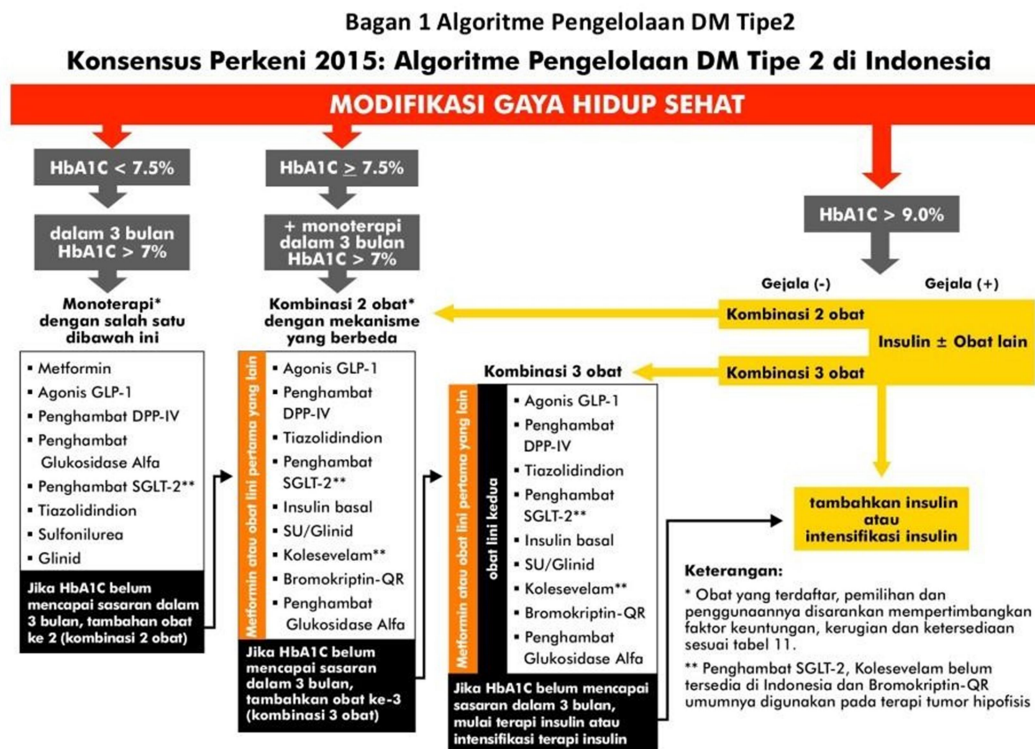 Bagan 1 Algoritme Pengelolaan DM Tipe2
Konsensus Perkeni 2015: Algoritme Pengelolaan DM Tipe 2 di Indonesia
MODIFIKASI GAYA HIDUP SEHAT
HbA1C < 7.5%
dalam 3 bulan
HbA1C > 7%
Monoterapi*
dengan salah satu
dibawah ini
▪ Metformin
▪ Agonis GLP-1
▪ Penghambat DPP-IV
▪ Penghambat
Glukosidase Alfa
▪ Penghambat SGLT-2**
▪ Tiazolidindion
▪ Sulfonilurea
▪ Glinid
Jika HbA1C belum
mencapai sasaran dalam
3 bulan, tambahan obat
ke 2 (kombinasi 2 obat)
HbA1C ≥ 7.5%
+ monoterapi
dalam 3 bulan
HbA1C > 7%
Kombinasi 2 obat*
dengan mekanisme
yang berbeda
Metformin atau obat lini pertama yang lain
▪ Agonis GLP-1
▪ Penghambat
DPP-IV
▪ Tiazolidindion
▪ Penghambat
SGLT-2**
▪ Insulin basal
▪ SU/Glinid
▪ Kolesevelam**
▪ Bromokriptin-QR
▪ Penghambat
Glukosidase Alfa
Jika HbA1C belum
mencapai sasaran
dalam 3 bulan,
tambahkan obat ke-3
(kombinasi 3 obat)
Kombinasi 3 obat
Metformin atau obat lini pertama yang lain
obat lini kedua
▪ Agonis GLP-1
▪ Penghambat
DPP-IV
▪ Tiazolidindion
▪ Penghambat
SGLT-2**
▪ Insulin basal
▪ SU/Glinid
▪ Kolesevelam**
▪ Bromokriptin-QR
▪ Penghambat
Glukosidase Alfa
Jika HbA1C belum mencapai
sasaran dalam 3 bulan,
mulai terapi insulin atau
intensifikasi terapi insulin
HbA1C > 9.0%
Gejala (-)
Gejala (+)
Kombinasi 2 obat
Insulin ± Obat lain
Kombinasi 3 obat
tambahkan insulin
atau
intensifikasi insulin
Keterangan:
* Obat yang terdaftar, pemilihan dan
penggunaannya disarankan mempertimbangkan
faktor keuntungan, kerugian dan ketersediaan
sesuai tabel 11.
** Penghambat SGLT-2, Kolesevelam belum
tersedia di Indonesia dan Bromokriptin-QR
umumnya digunakan pada terapi tumor hipofisis